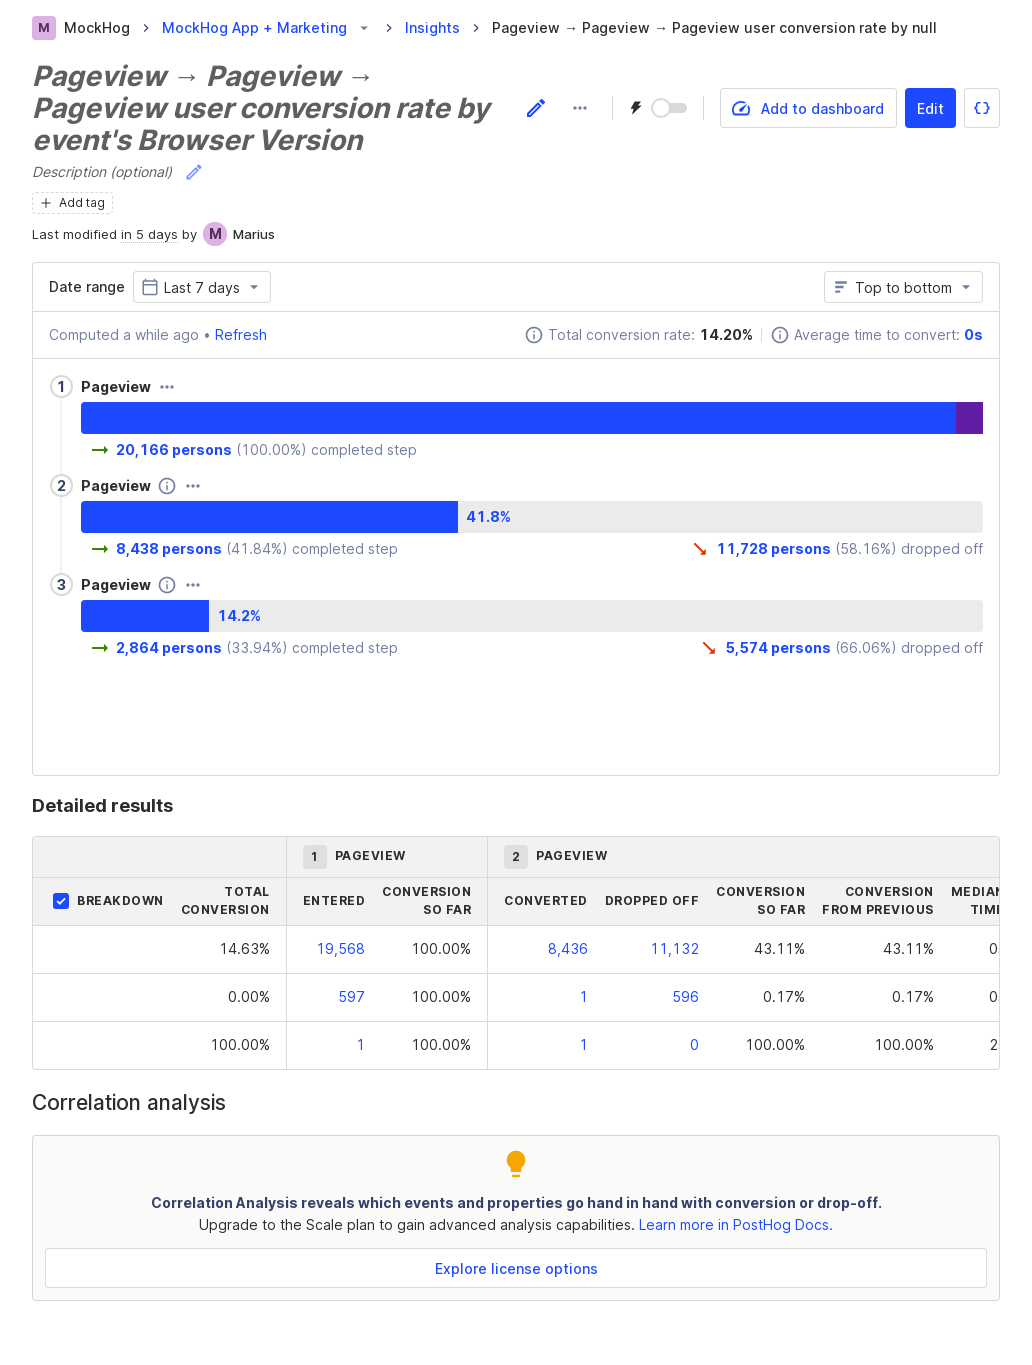 M MockHog MockHog App + Marketing Insights Pageview → Pageview → Pageview user conversion rate by null
Pageview → Pageview →
Pageview user conversion rate by
event's Browser Version
Add to dashboard Edit
Description (optional)
Add tag
Last modified in 5 days by M Marius
Date range Last 7 days Top to bottom
Computed a while ago • Refresh Total conversion rate: 14.20% Average time to convert: 0s
1 Pageview
20,166 persons (100.00%) completed step
2 Pageview
41.8%
8,438 persons (41.84%) completed step 11,728 persons (58.16%) dropped off
3 Pageview
14.2%
2,864 persons (33.94%) completed step 5,574 persons (66.06%) dropped off
Detailed results
1 PAGEVIEW 2 PAGEVIEW
BREAKDOWN TOTAL CONVERSION ENTERED CONVERSION SO FAR CONVERTED DROPPED OFF CONVERSION SO FAR CONVERSION FROM PREVIOUS MEDIAN
14.63% 19,568 100.00% 8,436 11,132 43.11% 43.11% 0
0.00% 597 100.00% 1 596 0.17% 0.17% 0
100.00% 1 100.00% 1 0 100.00% 100.00% 2
Correlation analysis
Correlation Analysis reveals which events and properties go hand in hand with conversion or drop-off.
Upgrade to the Scale plan to gain advanced analysis capabilities. Learn more in PostHog Docs.
Explore license options